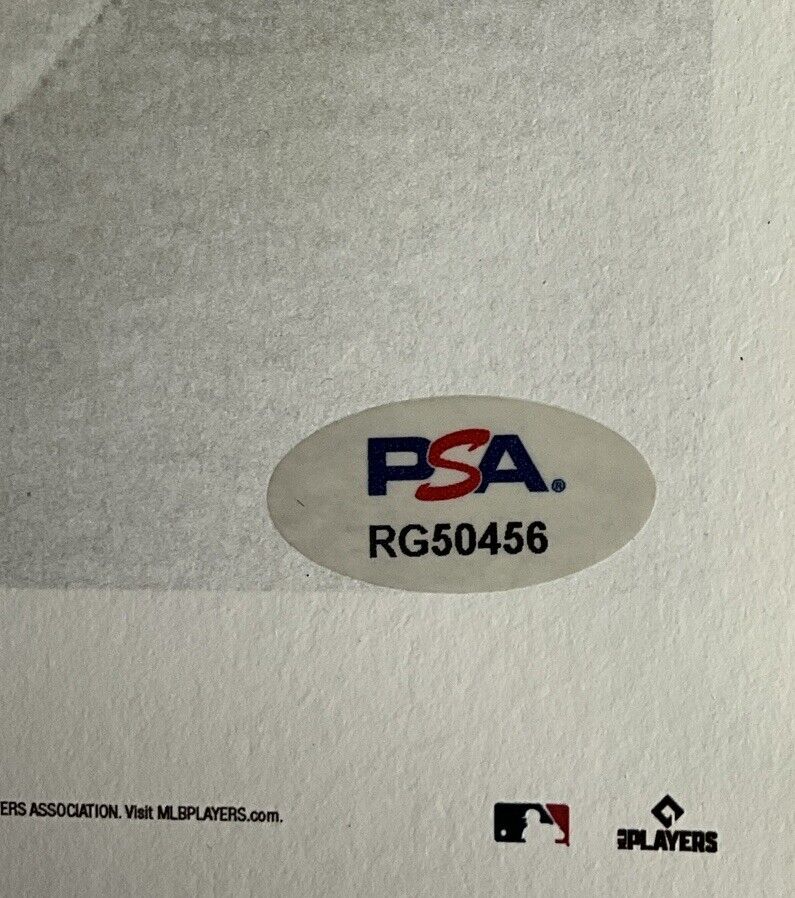 PSA®
RG50456
ERS ASSOCIATION. Visit MLBPLAYERS.com.
PLAYERS